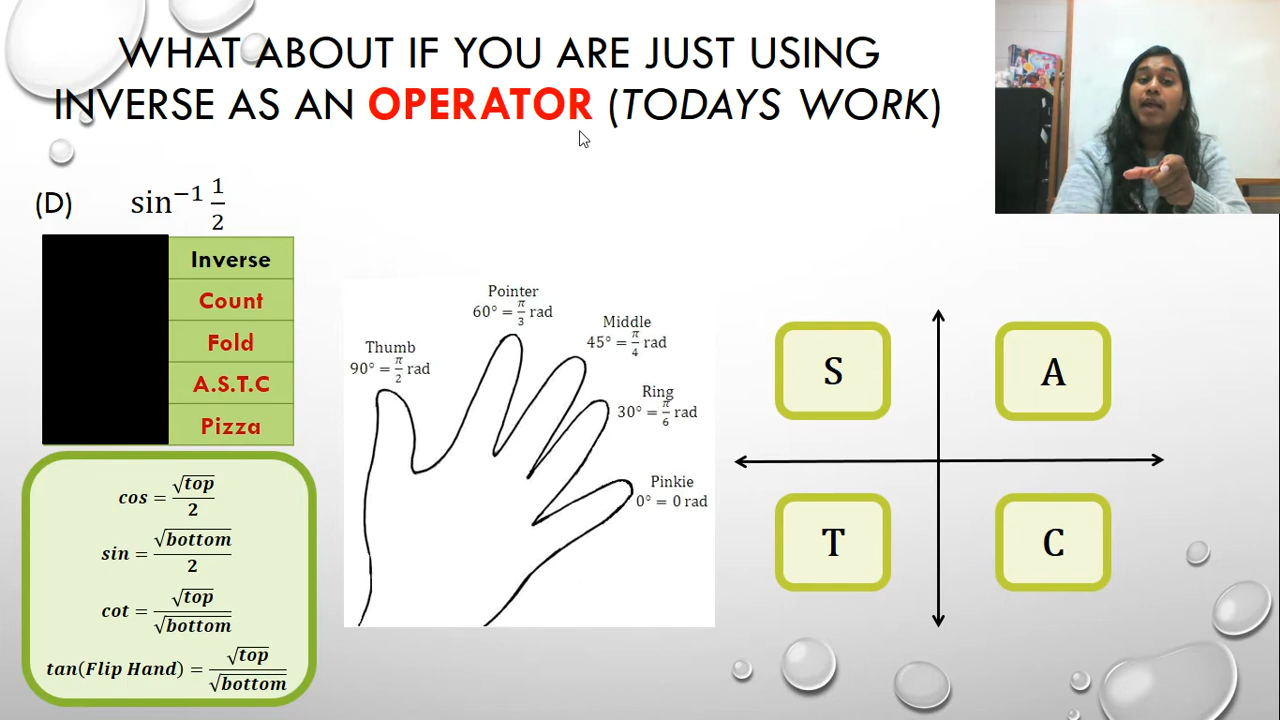 WHAT ABOUT IF YOU ARE JUST USING
INVERSE AS AN OPERATOR (TODAYS WORK)
(D) sin⁻¹ 1/2
Inverse
Count
Fold
A.S.T.C
Pizza
cos = √top/2
sin = √bottom/2
cot = √top/√bottom
tan(Flip Hand) = √top/√bottom
Thumb
90° = π/2 rad
Pointer
60° = π/3 rad
Middle
45° = π/4 rad
Ring
30° = π/6 rad
Pinkie
0° = 0 rad
S
A
T
C